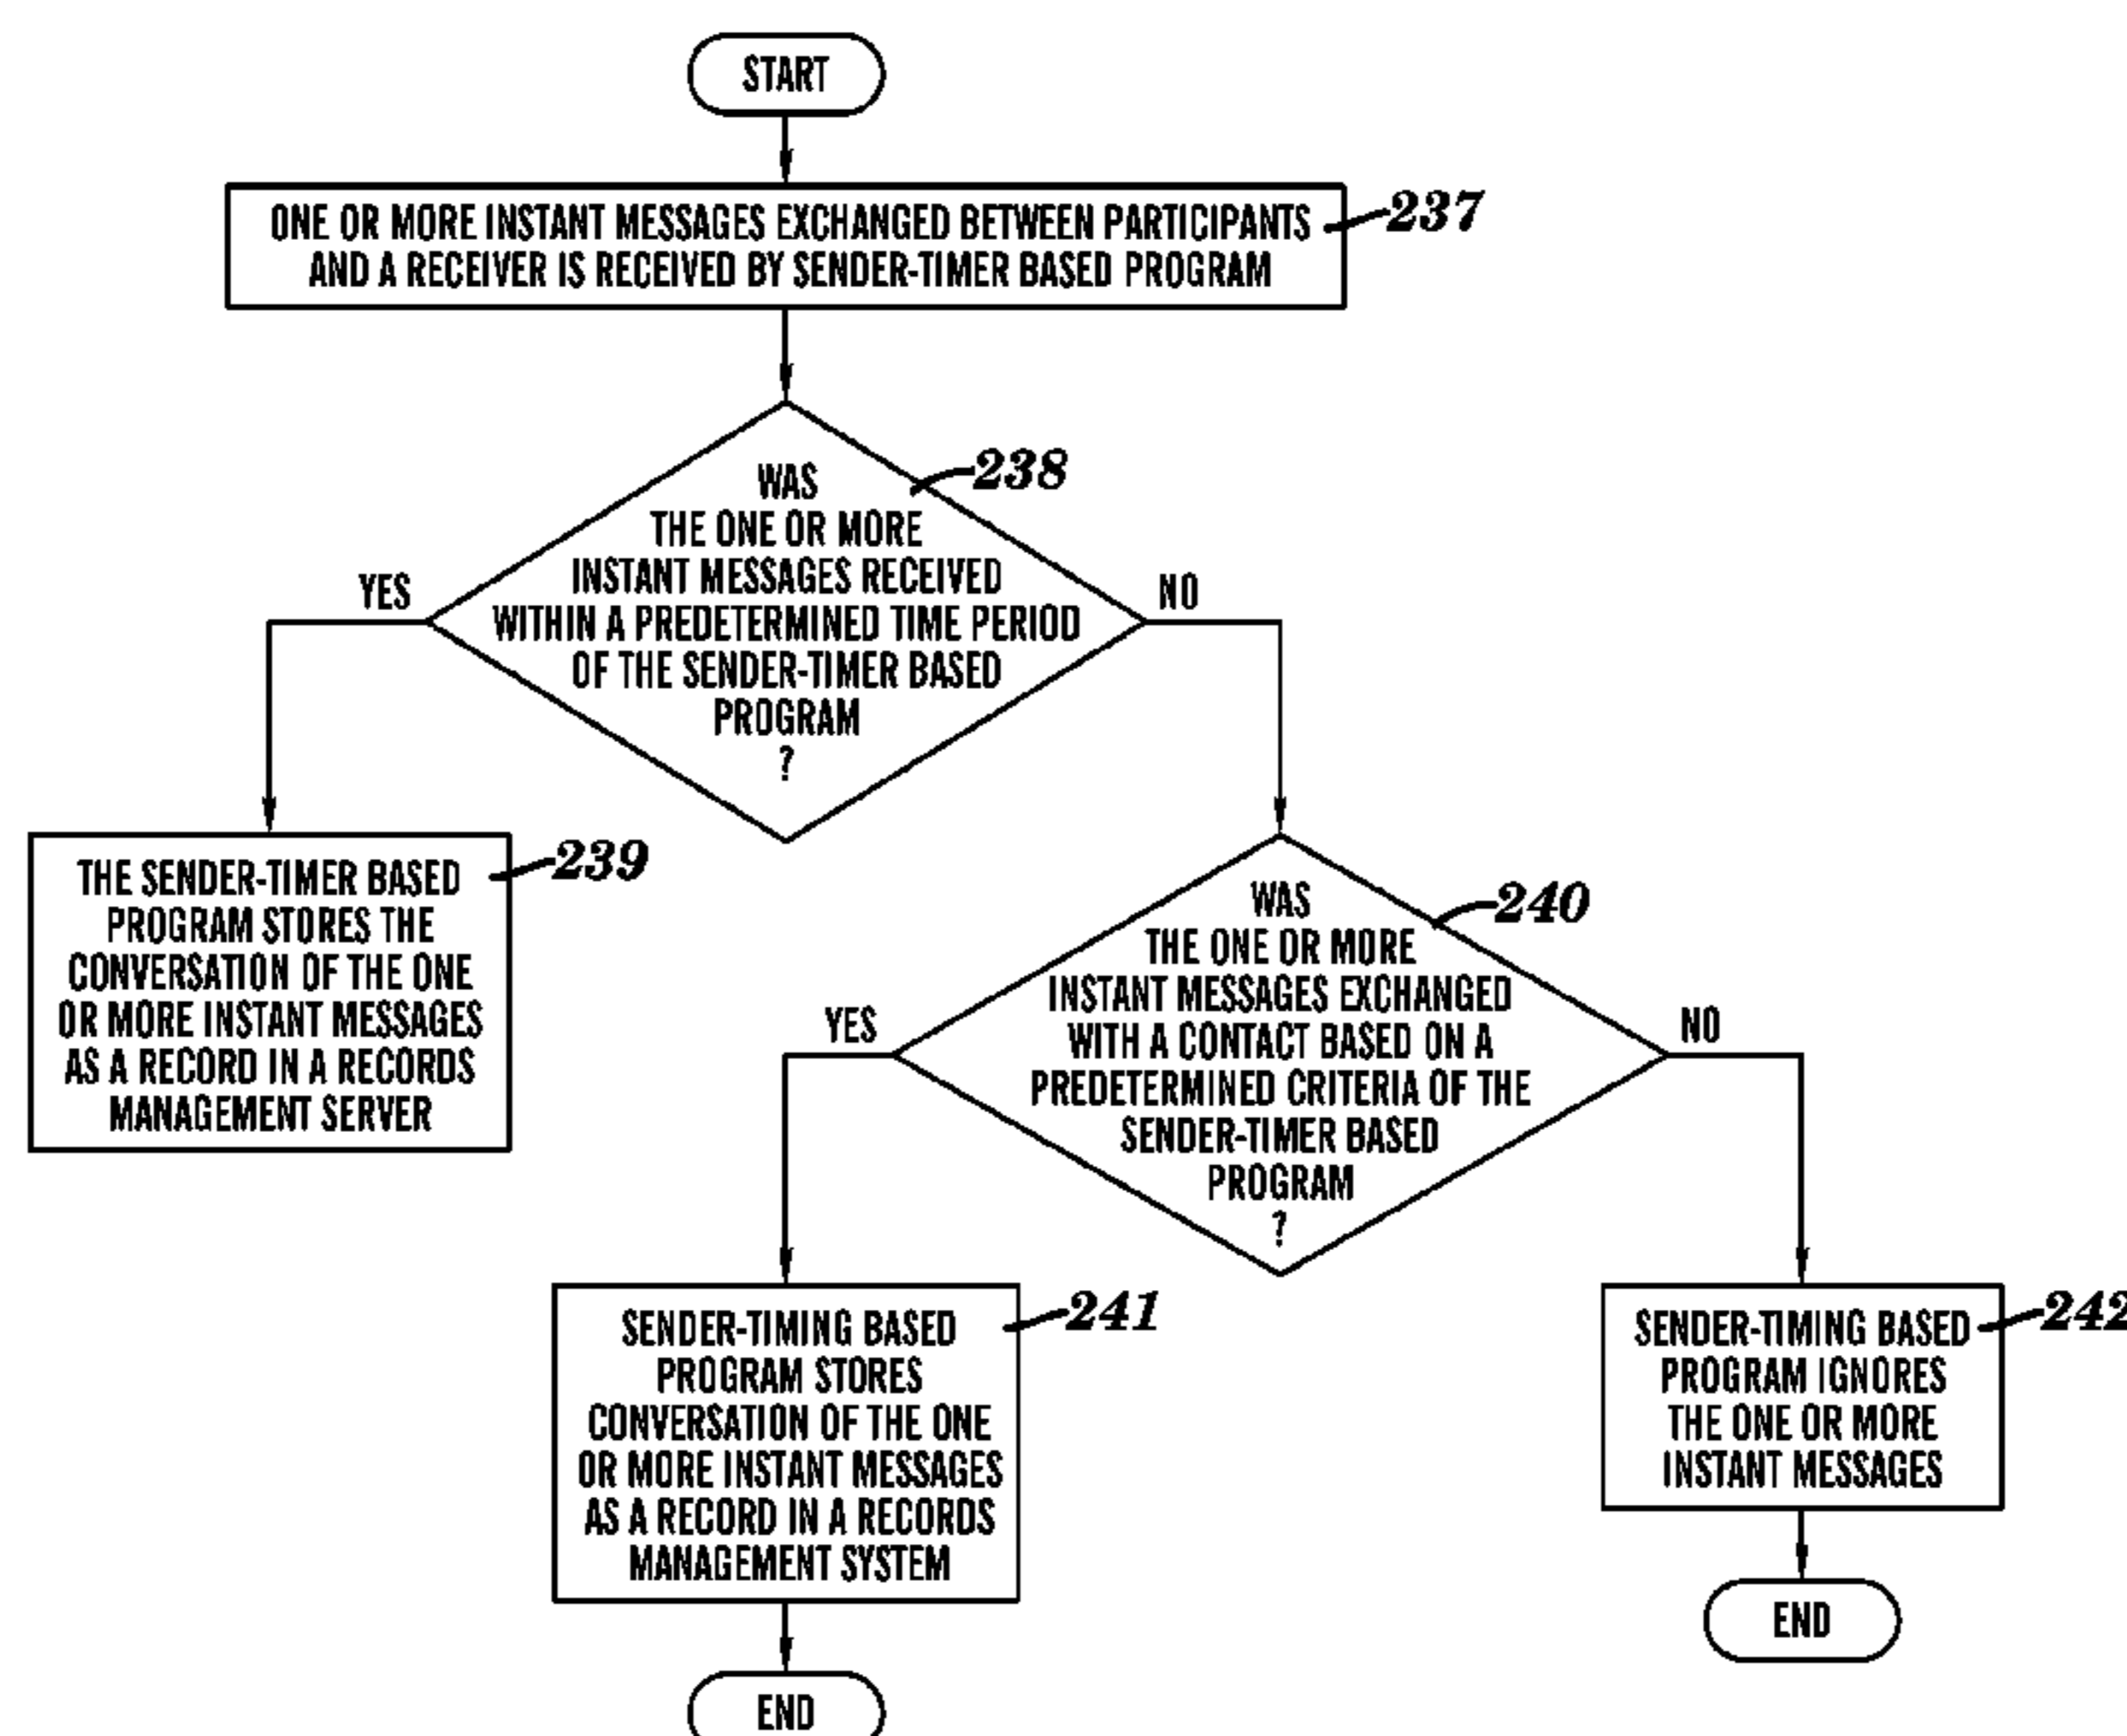 START
ONE OR MORE INSTANT MESSAGES EXCHANGED BETWEEN PARTICIPANTS
AND A RECEIVER IS RECEIVED BY SENDER-TIMER BASED PROGRAM
237
WAS
THE ONE OR MORE
INSTANT MESSAGES RECEIVED
WITHIN A PREDETERMINED TIME PERIOD
OF THE SENDER-TIMER BASED
PROGRAM
?
238
YES
NO
THE SENDER-TIMER BASED
PROGRAM STORES THE
CONVERSATION OF THE ONE
OR MORE INSTANT MESSAGES
AS A RECORD IN A RECORDS
MANAGEMENT SERVER
239
WAS
THE ONE OR MORE
INSTANT MESSAGES EXCHANGED
WITH A CONTACT BASED ON A
PREDETERMINED CRITERIA OF THE
SENDER-TIMER BASED
PROGRAM
?
240
YES
NO
SENDER-TIMING BASED
PROGRAM STORES
CONVERSATION OF THE ONE
OR MORE INSTANT MESSAGES
AS A RECORD IN A RECORDS
MANAGEMENT SYSTEM
241
END
SENDER-TIMING BASED
PROGRAM IGNORES
THE ONE OR MORE
INSTANT MESSAGES
242
END